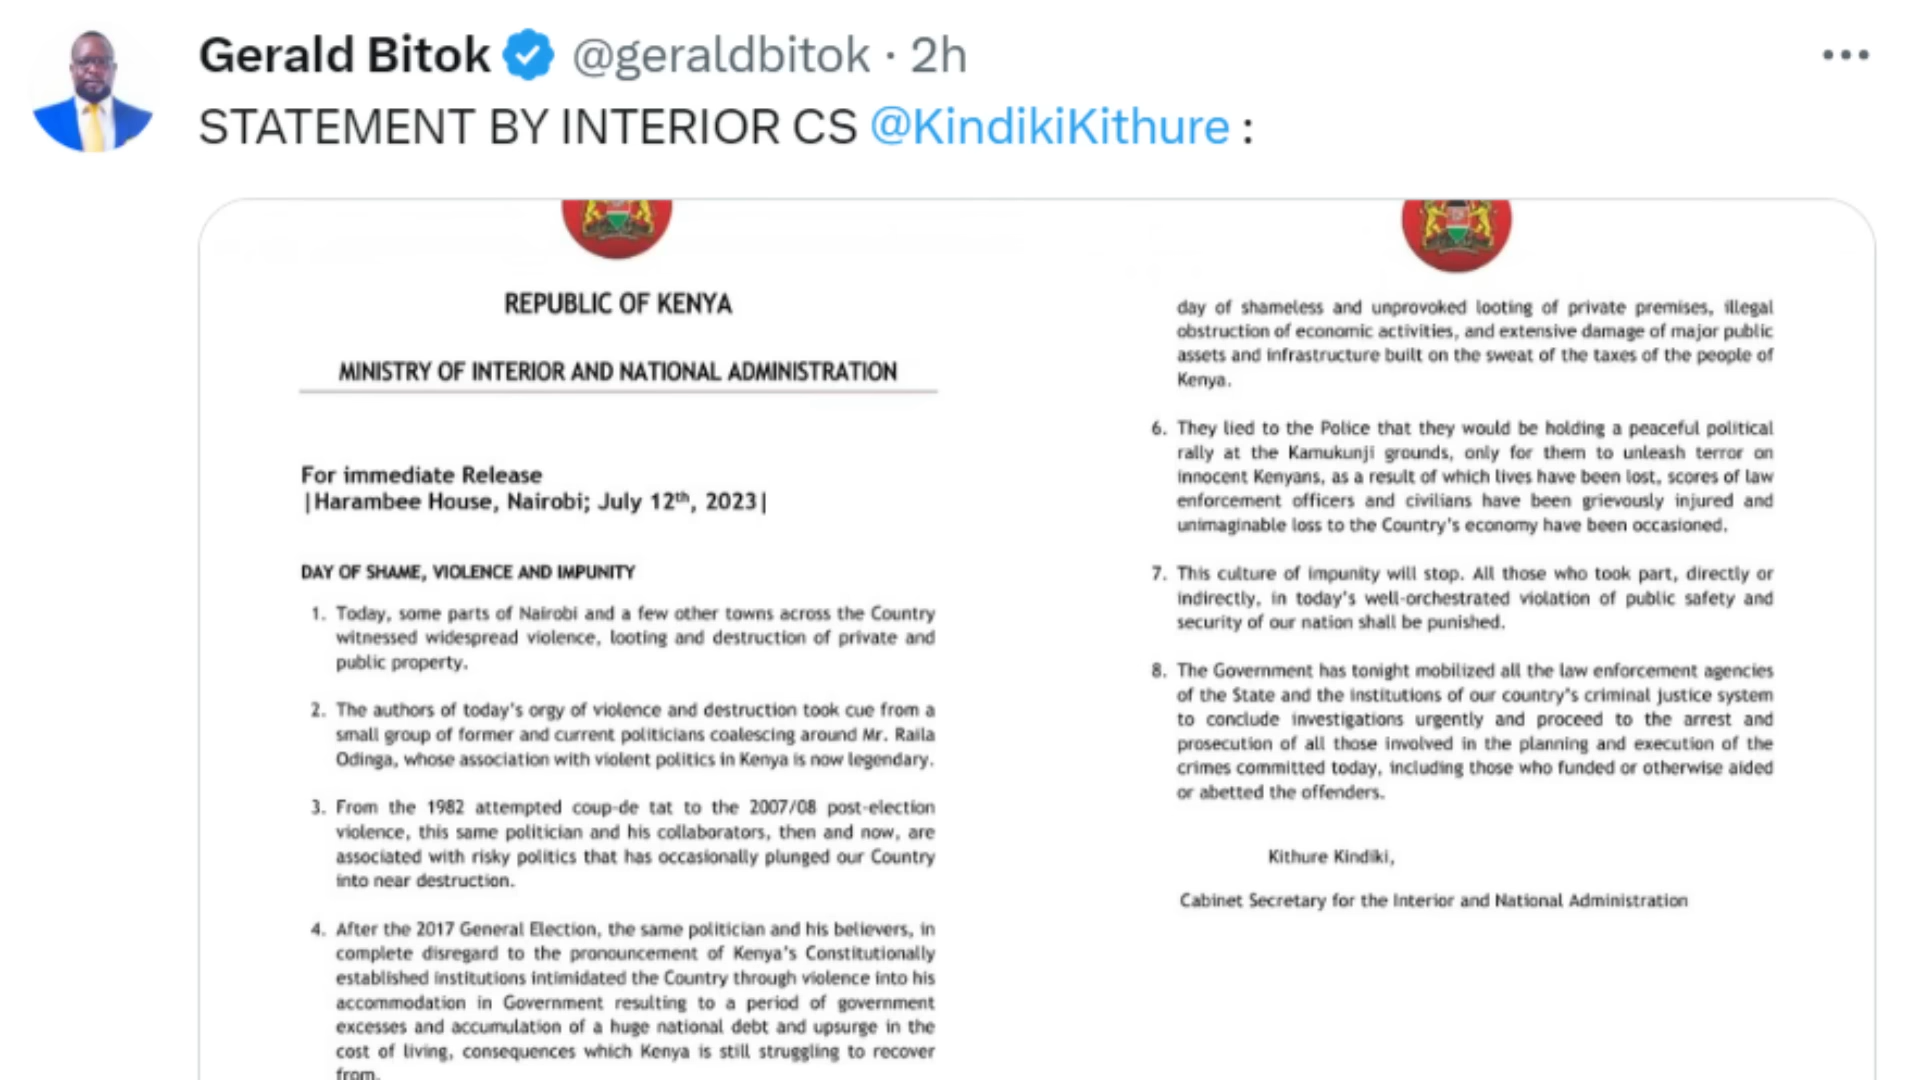 Gerald Bitok @geraldbitok · 2h
STATEMENT BY INTERIOR CS @KindikiKithure :
REPUBLIC OF KENYA
MINISTRY OF INTERIOR AND NATIONAL ADMINISTRATION
For immediate Release
|Harambee House, Nairobi; July 12th, 2023|
DAY OF SHAME, VIOLENCE AND IMPUNITY
1. Today, some parts of Nairobi and a few other towns across the Country
witnessed widespread violence, looting and destruction of private and
public property.
2. The authors of today's orgy of violence and destruction took cue from a
small group of former and current politicians coalescing around Mr. Raila
Odinga, whose association with violent politics in Kenya is now legendary.
3. From the 1982 attempted coup-de tat to the 2007/08 post-election
violence, this same politician and his collaborators, then and now, are
associated with risky politics that has occasionally plunged our Country
into near destruction.
4. After the 2017 General Election, the same politician and his believers, in
complete disregard to the pronouncement of Kenya's Constitutionally
established institutions intimidated the Country through violence into his
accommodation in Government resulting to a period of government
excesses and accumulation of a huge national debt and upsurge in the
cost of living, consequences which Kenya is still struggling to recover
from.
day of shameless and unprovoked looting of private premises, illegal
obstruction of economic activities, and extensive damage of major public
assets and infrastructure built on the sweat of the taxes of the people of
Kenya.
6. They lied to the Police that they would be holding a peaceful political
rally at the Kamukunji grounds, only for them to unleash terror on
innocent Kenyans, as a result of which lives have been lost, scores of law
enforcement officers and civilians have been grievously injured and
unimaginable loss to the Country's economy have been occasioned.
7. This culture of impunity will stop. All those who took part, directly or
indirectly, in today's well-orchestrated violation of public safety and
security of our nation shall be punished.
8. The Government has tonight mobilized all the law enforcement agencies
of the State and the institutions of our country's criminal justice system
to conclude investigations urgently and proceed to the arrest and
prosecution of all those involved in the planning and execution of the
crimes committed today, including those who funded or otherwise aided
or abetted the offenders.
Kithure Kindiki,
Cabinet Secretary for the Interior and National Administration